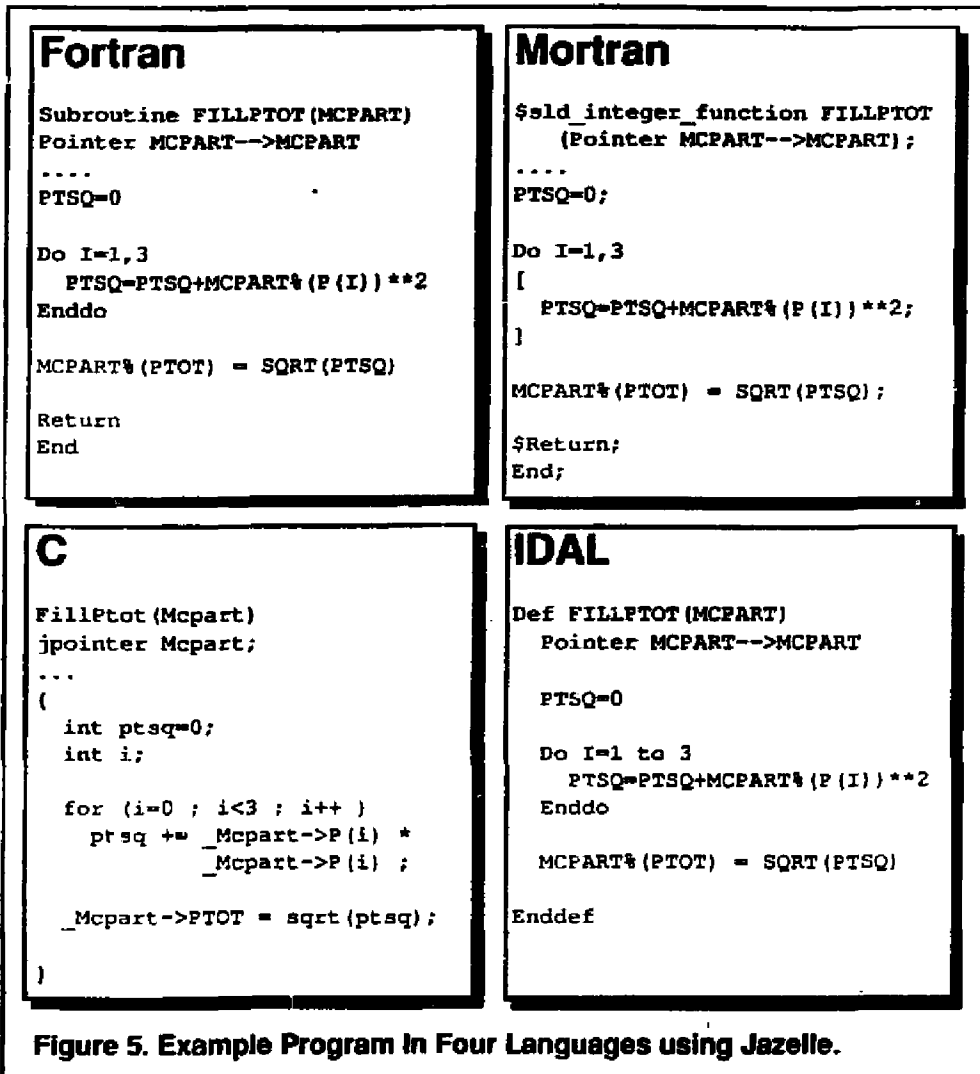 Fortran
Subroutine FILLPTOT(MCPART)
Pointer MCPART-->MCPART
....
PTSQ=0
Do I=1,3
PTSQ=PTSQ+MCPART%(P(I))**2
Enddo
MCPART%(PTOT) = SQRT(PTSQ)
Return
End
Mortran
$sld_integer_function FILLPTOT
(Pointer MCPART-->MCPART);
....
PTSQ=0;
Do I=1,3
[
PTSQ=PTSQ+MCPART%(P(I))**2;
]
MCPART%(PTOT) = SQRT(PTSQ);
$Return;
End;
C
FillPtot(Mcpart)
jpointer Mcpart;
...
{
int ptsq=0;
int i;
for (i=0 ; i<3 ; i++ )
ptsq += _Mcpart->P(i) *
_Mcpart->P(i) ;
_Mcpart->PTOT = sqrt(ptsq);
}
IDAL
Def FILLPTOT(MCPART)
Pointer MCPART-->MCPART
PTSQ=0
Do I=1 to 3
PTSQ=PTSQ+MCPART%(P(I))**2
Enddo
MCPART%(PTOT) = SQRT(PTSQ)
Enddef
Figure 5. Example Program in Four Languages using Jazelle.